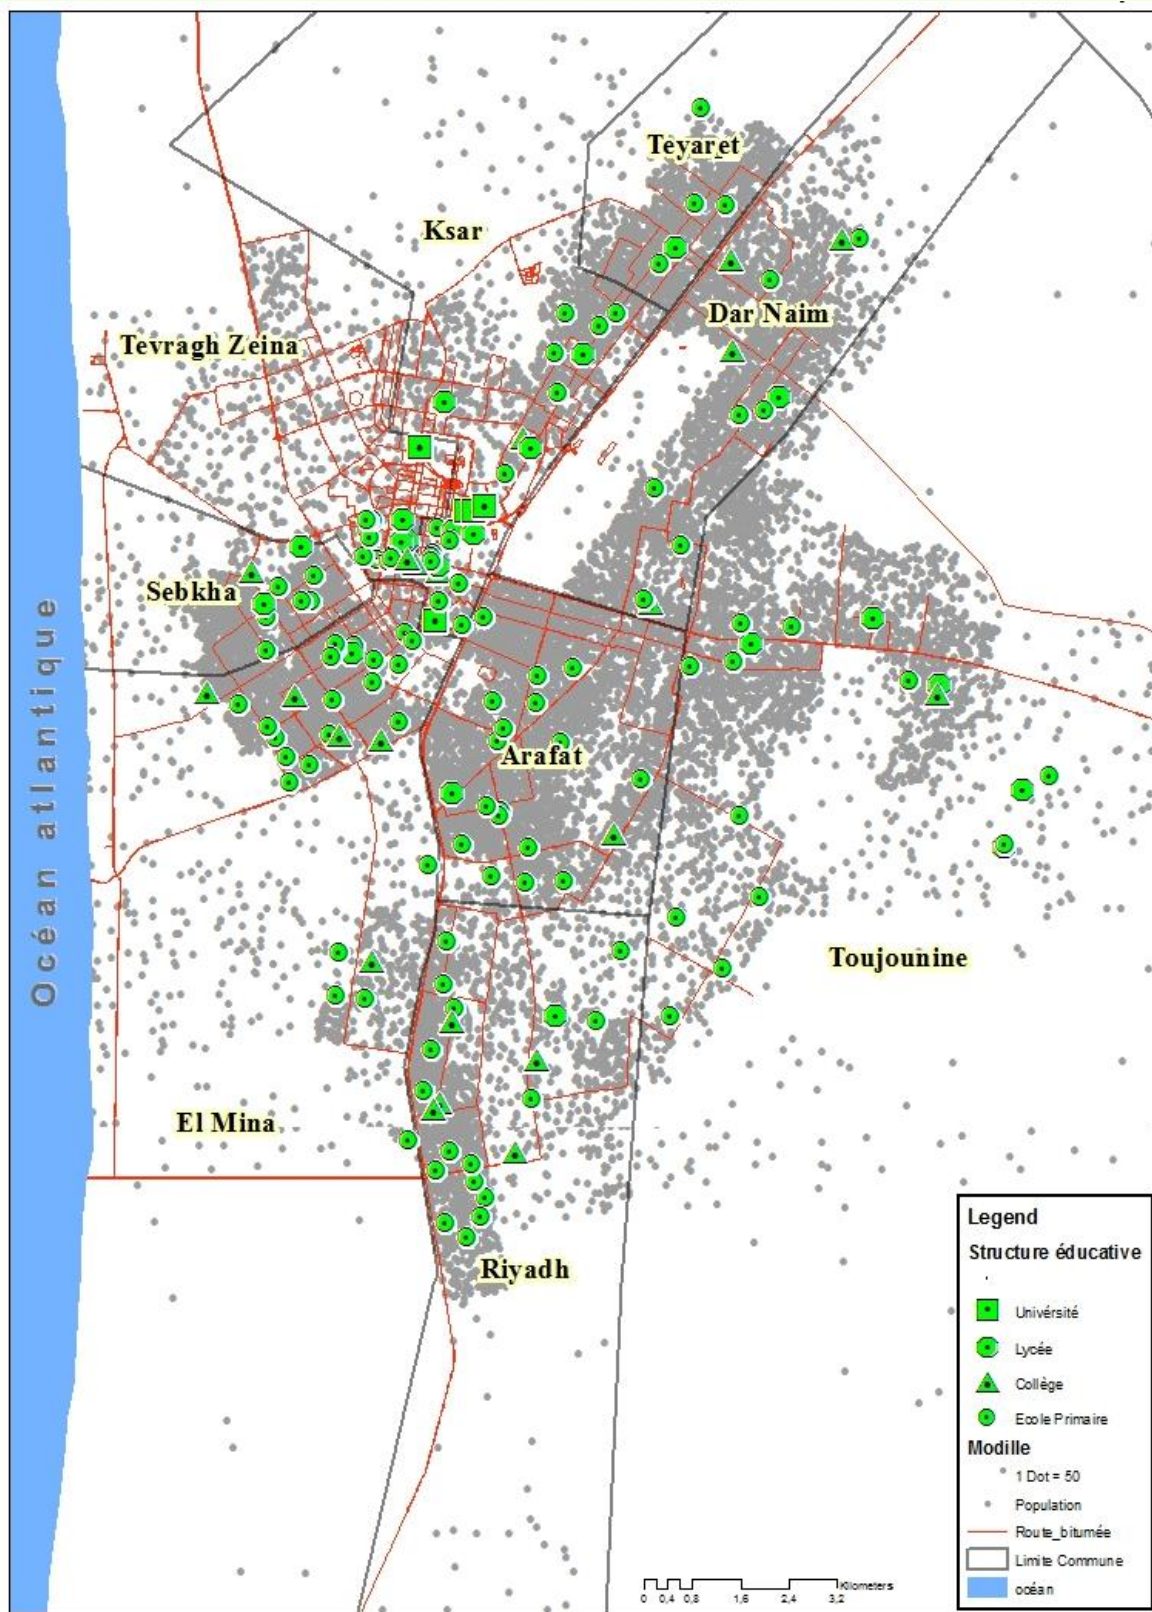 Teyaret
Ksar
Dar Naim
Tevragh Zeina
Sebkha
Océan atlantique
Arafat
Toujounine
El Mina
Riyadh
Legend
Structure éducative
Univérsité
Lycée
Collège
Ecole Primaire
Modille
1 Dot = 50
Population
Route_bitumée
Limite Commune
océan
Kilometers
0 0,4 0,8 1,6 2,4 3,2